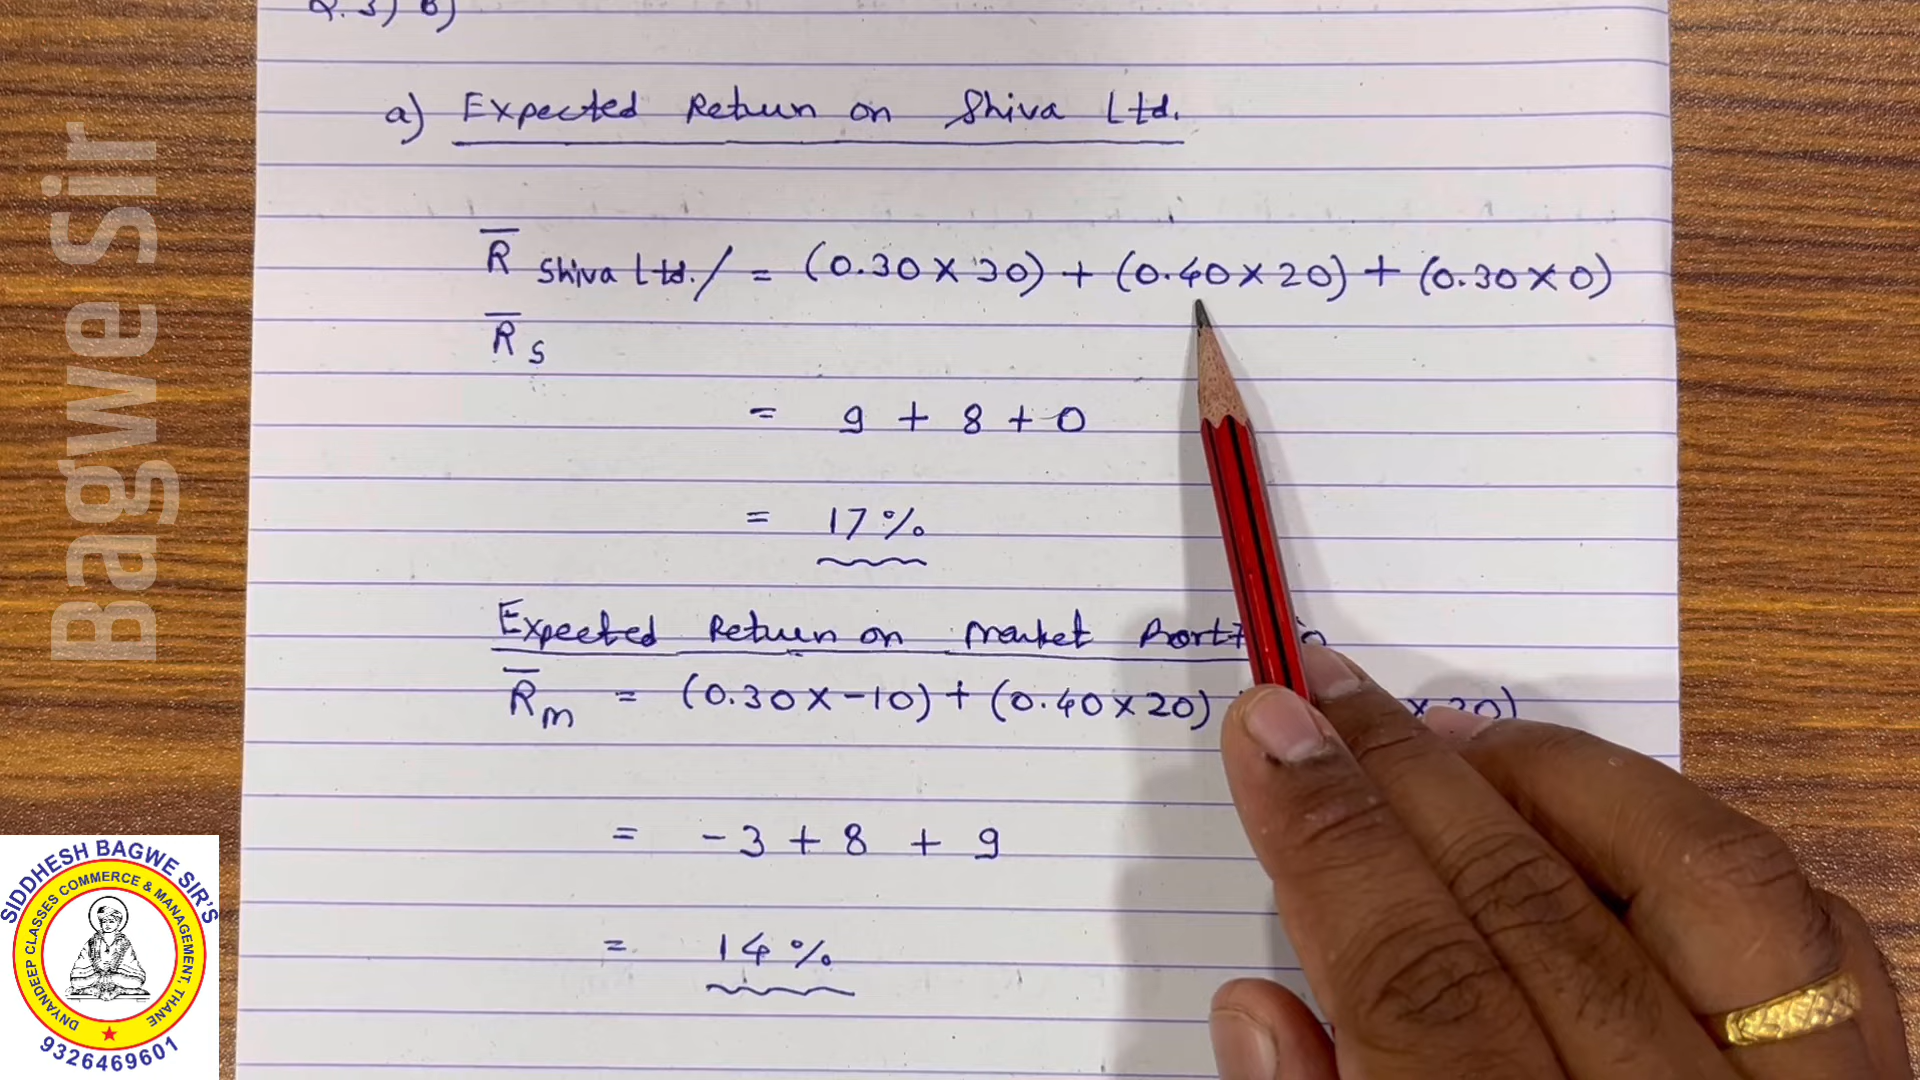 Q. 3) B)
a) Expected Return on Shiva Ltd.
R̅ Shiva Ltd./ = (0.30 × 30) + (0.40 × 20) + (0.30 × 0)
R̅ s
= 9 + 8 + 0
= 17%
Expected Return on Market
R̅m = (0.30 × -10) + (0.40 × 20) × 30)
= -3 + 8 + 9
= 14%
Bagwe Sir
SIDDHESH BAGWE SIR'S
DNYANDEEP CLASSES COMMERCE & MANAGEMENT, THANE
9326469601